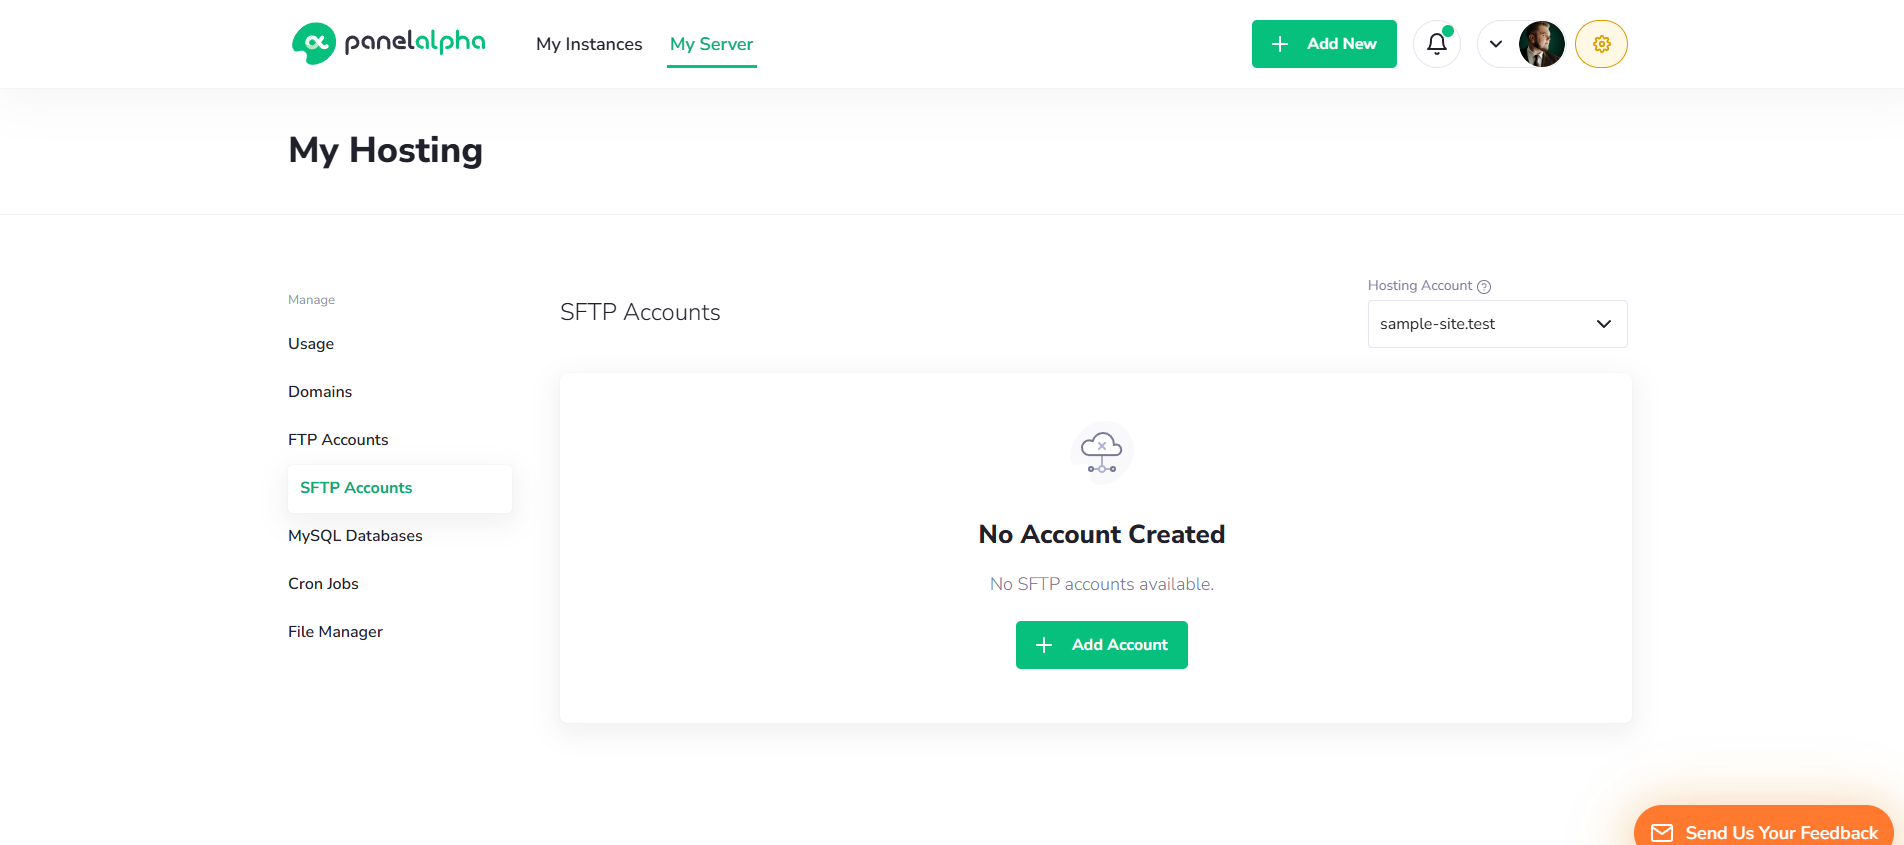 panelalpha
My Instances
My Server
Add New
My Hosting
Manage
Usage
Domains
FTP Accounts
SFTP Accounts
MySQL Databases
Cron Jobs
File Manager
SFTP Accounts
Hosting Account ?
sample-site.test
No Account Created
No SFTP accounts available.
Add Account
Send Us Your Feedback